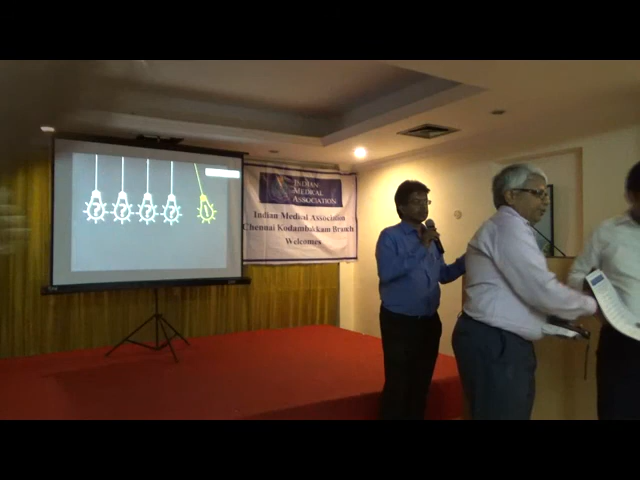 INDIAN
MEDICAL
ASSOCIATION
Indian Medical Association
Chennai Kodambakkam Branch
Welcomes
? ? ? ? !